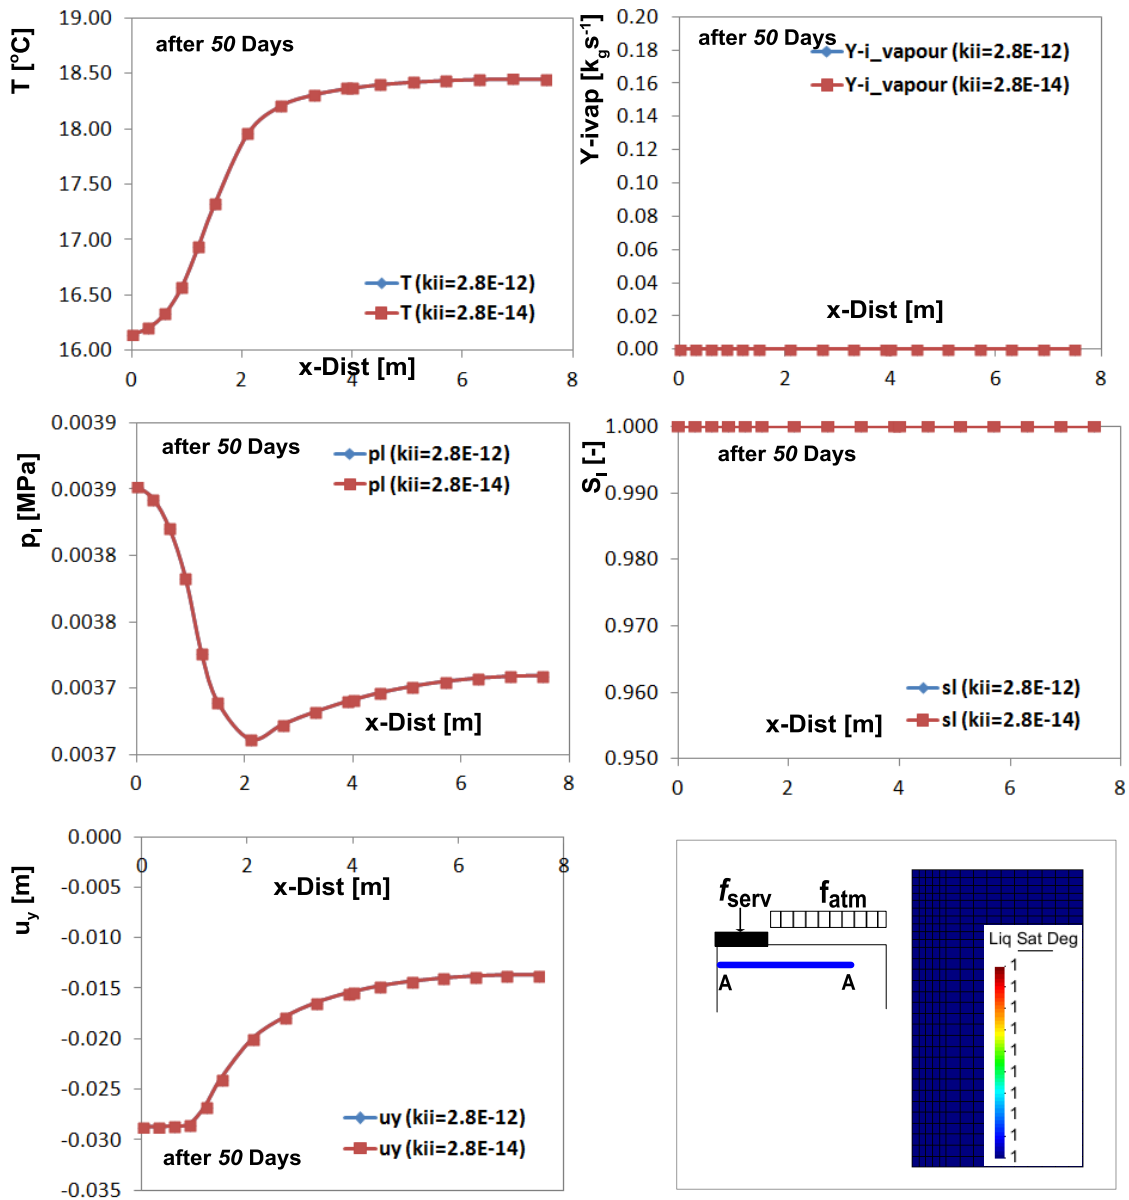 T [°C]
19.00
18.50
18.00
17.50
17.00
16.50
16.00
after 50 Days
T (kii=2.8E-12)
T (kii=2.8E-14)
x-Dist [m]
0 2 4 6 8
Y-ivap [kgs-1]
0.20
0.18
0.16
0.14
0.12
0.10
0.08
0.06
0.04
0.02
0.00
after 50 Days
Y-i_vapour (kii=2.8E-12)
Y-i_vapour (kii=2.8E-14)
x-Dist [m]
0 2 4 6 8
pl [MPa]
0.0039
0.0039
0.0038
0.0038
0.0037
0.0037
after 50 Days
pl (kii=2.8E-12)
pl (kii=2.8E-14)
x-Dist [m]
0 2 4 6 8
Sl [-]
1.000
0.990
0.980
0.970
0.960
0.950
after 50 Days
sl (kii=2.8E-12)
sl (kii=2.8E-14)
x-Dist [m]
0 2 4 6 8
uy [m]
0.000
-0.005
-0.010
-0.015
-0.020
-0.025
-0.030
-0.035
0 2 4 6 8
x-Dist [m]
uy (kii=2.8E-12)
uy (kii=2.8E-14)
after 50 Days
fserv
fatm
A A
Liq Sat Deg
1
1
1
1
1
1
1
1
1
1